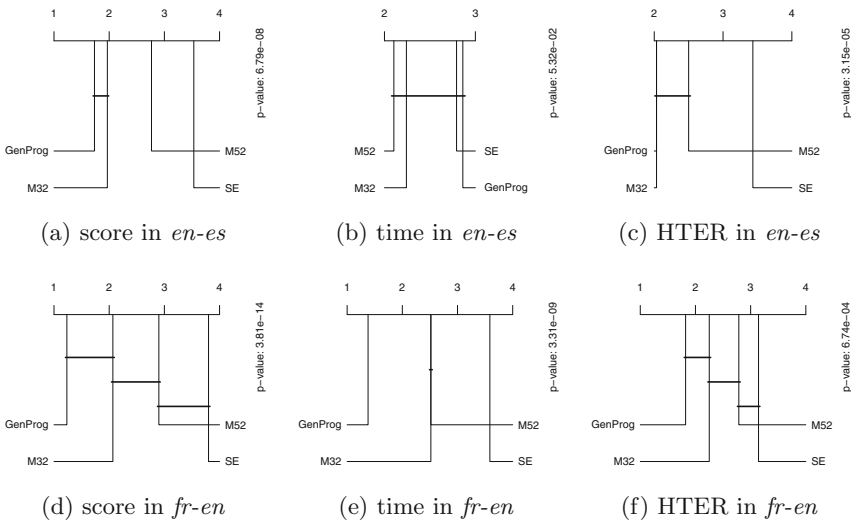 1 2 3 4
p−value: 6.79e−08
GenProg
M52
M32
SE
(a) score in en-es
2 3
p−value: 5.32e−02
M52
SE
M32
GenProg
(b) time in en-es
2 3 4
p−value: 3.15e−05
GenProg
M52
M32
SE
(c) HTER in en-es
1 2 3 4
p−value: 3.81e−14
GenProg
M52
M32
SE
(d) score in fr-en
1 2 3 4
p−value: 3.31e−09
GenProg
M52
M32
SE
(e) time in fr-en
1 2 3 4
p−value: 6.74e−04
GenProg
M52
M32
SE
(f) HTER in fr-en